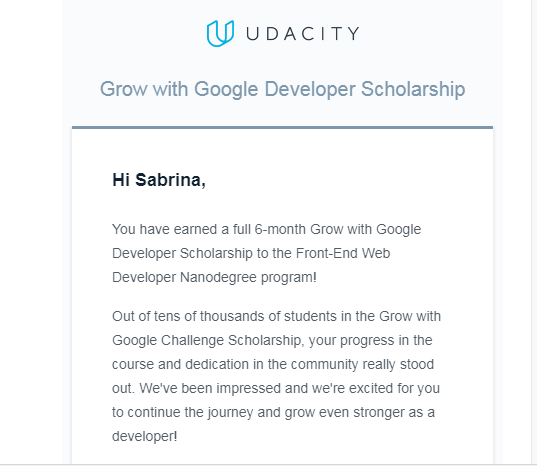 UDACITY
Grow with Google Developer Scholarship
Hi Sabrina,
You have earned a full 6-month Grow with Google
Developer Scholarship to the Front-End Web
Developer Nanodegree program!
Out of tens of thousands of students in the Grow with
Google Challenge Scholarship, your progress in the
course and dedication in the community really stood
out. We've been impressed and we're excited for you
to continue the journey and grow even stronger as a
developer!